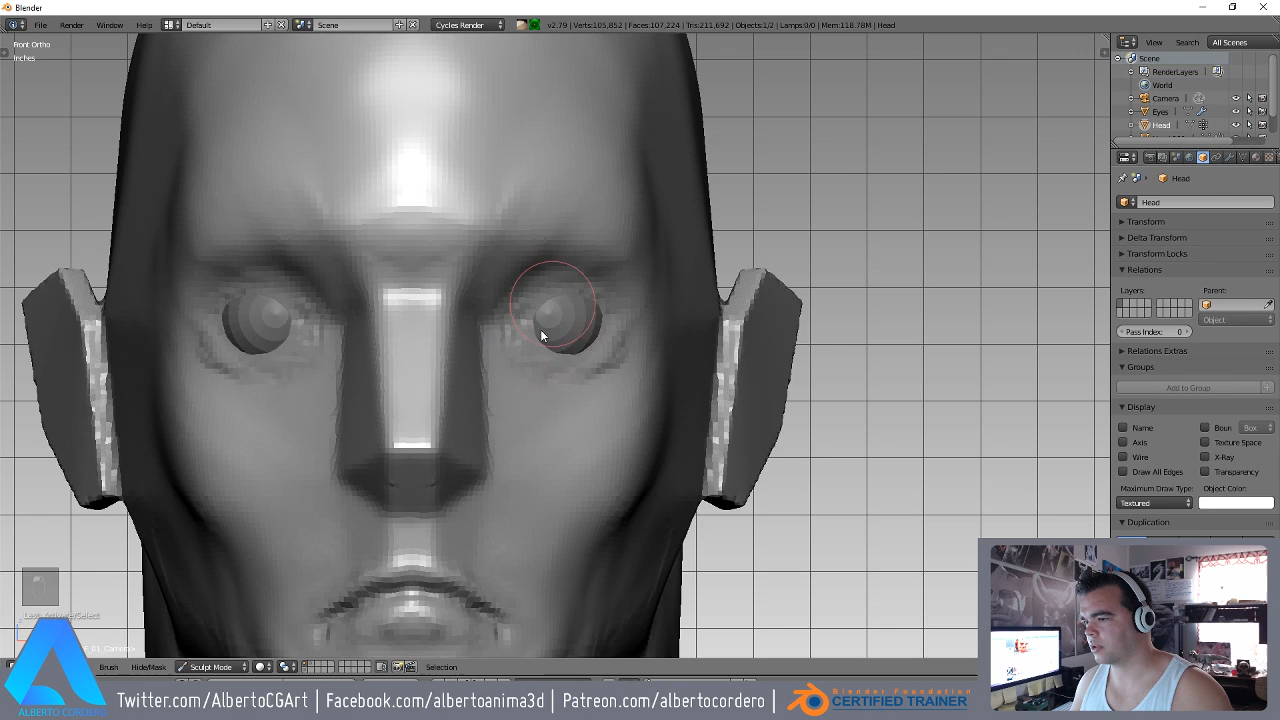 Blender
File Render Window Help Default Scene Cycles Render v2.79 | Verts:105,852 | Faces:107,224 | Tris:211,692 | Objects:1/2 | Lamps:0/0 | Mem:118.78M | Head
View Search All Scenes
Front Ortho
Inches
Scene
RenderLayers
World
Camera
Eyes
Head
Head
Head
Transform
Delta Transform
Transform Locks
Relations
Layers: Parent:
Pass Index: 0 Object
Relations Extras
Groups
Add to Group
Display
Name Boun Box
Axis Texture Space
Wire X-Ray
Draw All Edges Transparency
Maximum Draw Type: Object Color:
Textured
Duplication
Brush Hide/Mask Sculpt Mode Selection
ALBERTO CORDERO
Twitter.com/AlbertoCGArt | Facebook.com/albertoanima3d | Patreon.com/albertocordero |
Blender Foundation
CERTIFIED TRAINER